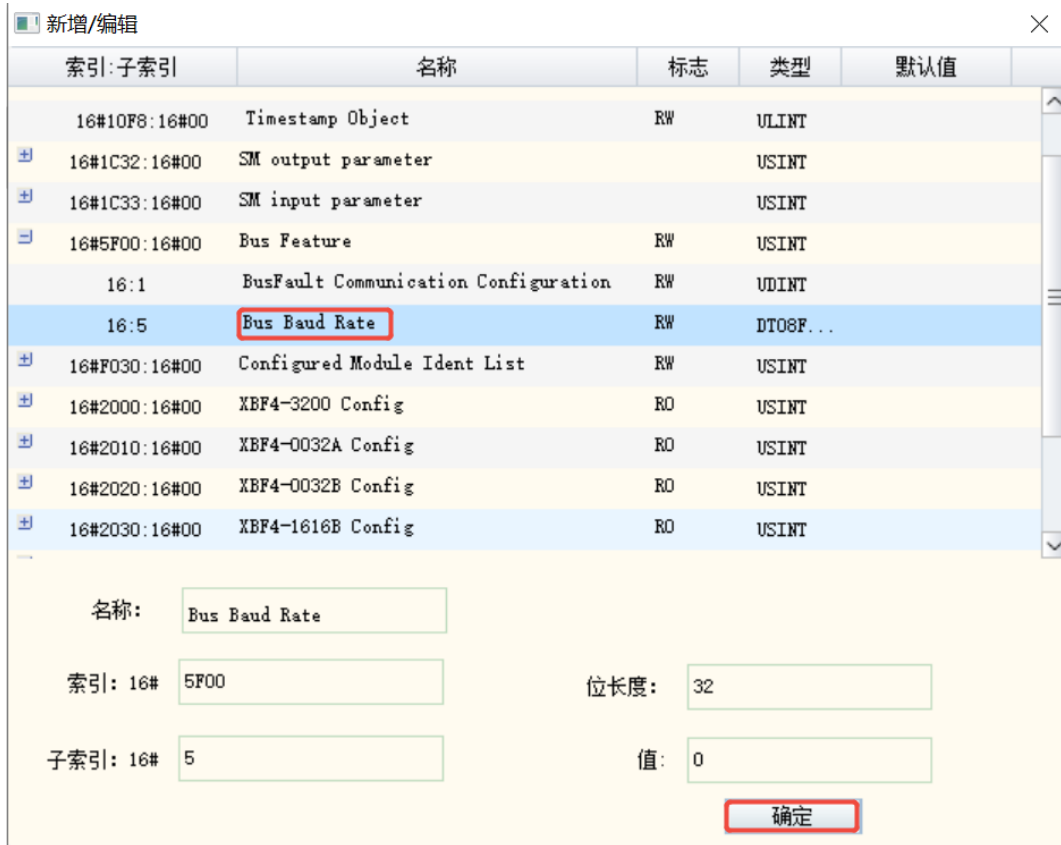 新增/编辑
索引:子索引 名称 标志 类型 默认值
16#10F8:16#00 Timestamp Object RW ULINT
16#1C32:16#00 SM output parameter USINT
16#1C33:16#00 SM input parameter USINT
16#5F00:16#00 Bus Feature RW USINT
16:1 BusFault Communication Configuration RW UDINT
16:5 Bus Baud Rate RW DT08F...
16#F030:16#00 Configured Module Ident List RW USINT
16#2000:16#00 XBF4-3200 Config RO USINT
16#2010:16#00 XBF4-0032A Config RO USINT
16#2020:16#00 XBF4-0032B Config RO USINT
16#2030:16#00 XBF4-1616B Config RO USINT
名称: Bus Baud Rate
索引: 16# 5F00 位长度: 32
子索引: 16# 5 值: 0
确定